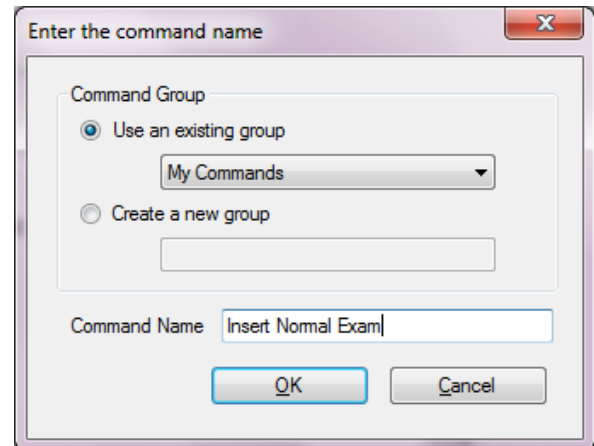 Enter the command name
Command Group
Use an existing group
My Commands
Create a new group
Command Name Insert Normal Exam
OK Cancel